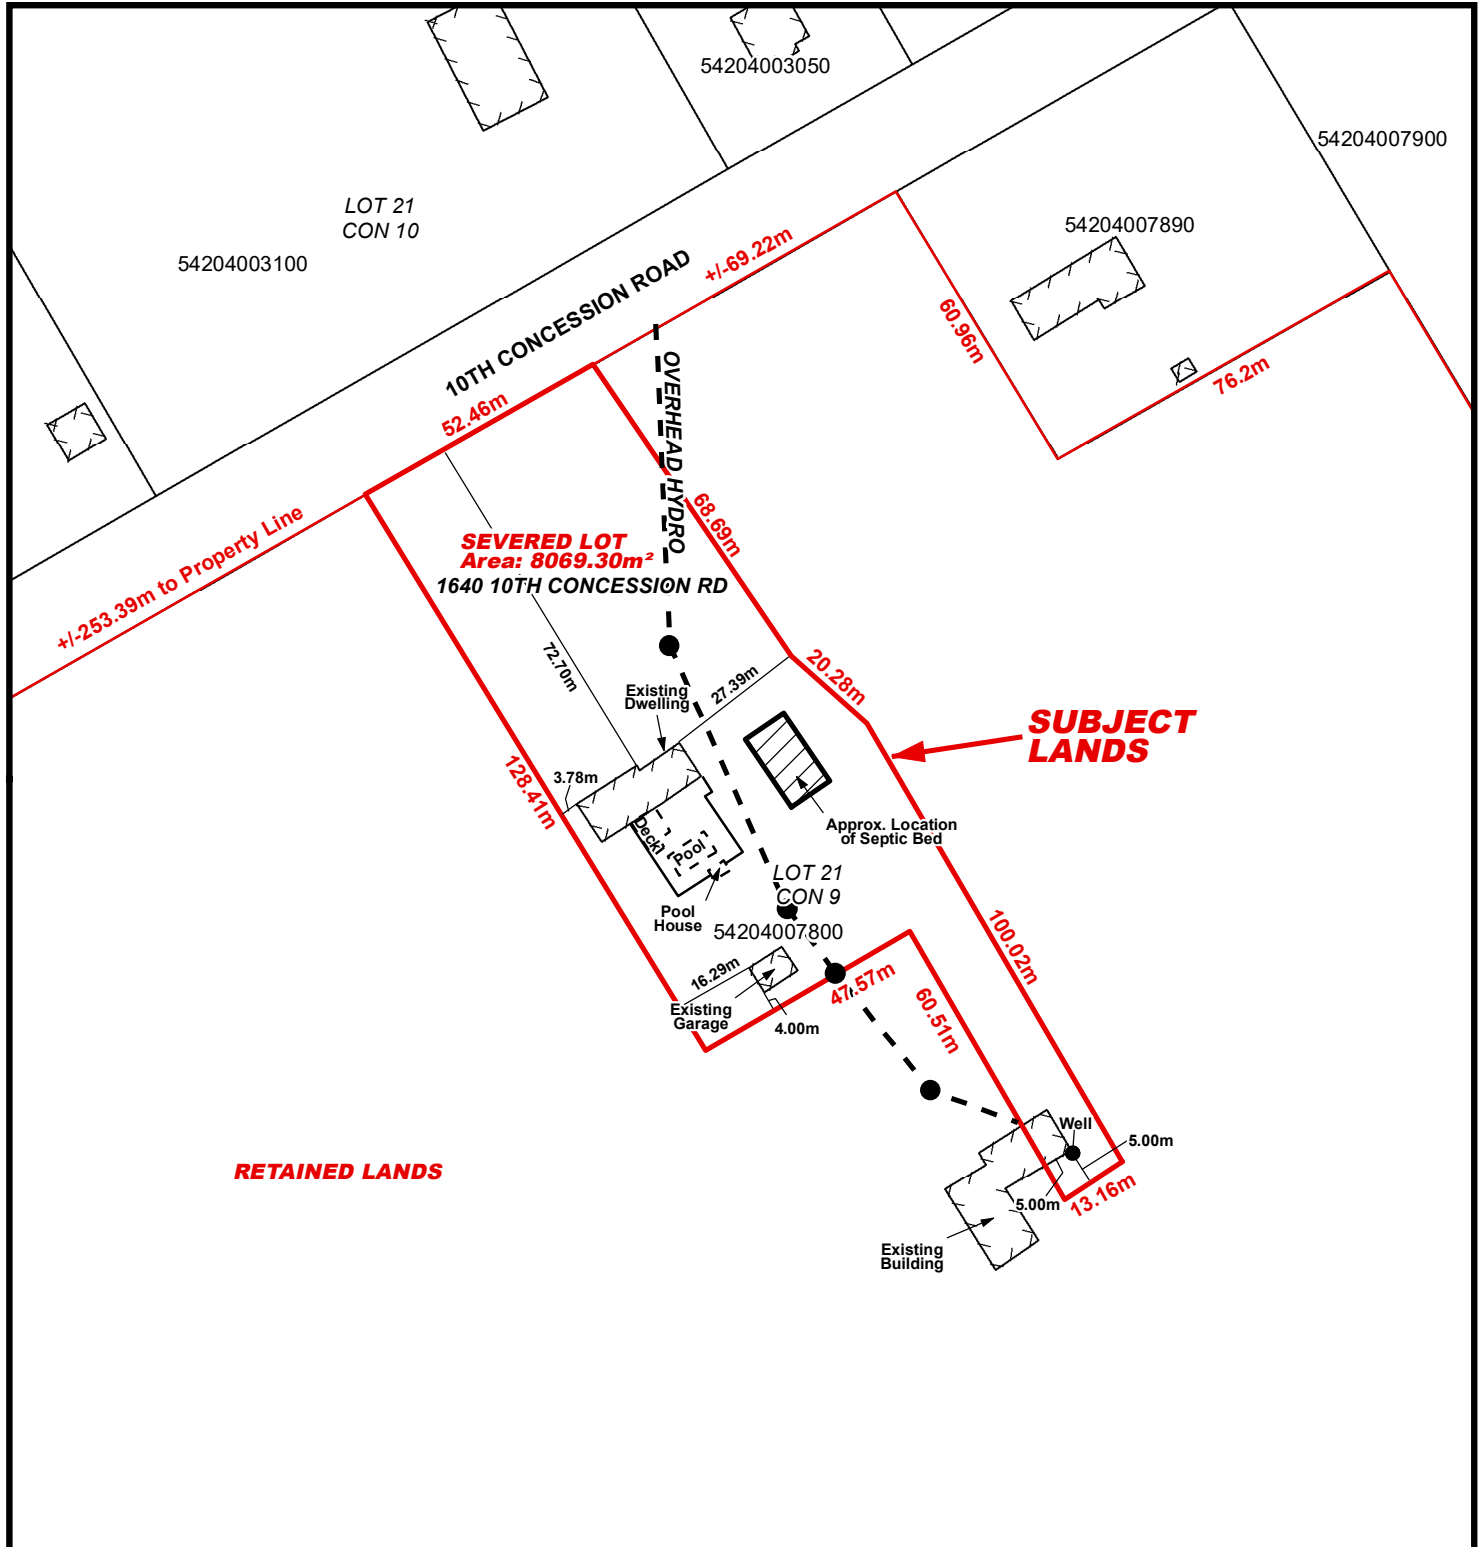 54204003050
54204007900
LOT 21
CON 10
54204003100
54204007890
10TH CONCESSION ROAD
+/-69.22m
60.96m
76.2m
52.46m
OVERHEAD HYDRO
68.69m
+/-253.39m to Property Line
SEVERED LOT
Area: 8069.30m²
1640 10TH CONCESSION RD
72.70m
Existing
Dwelling
27.39m
20.28m
SUBJECT
LANDS
128.41m
3.78m
Deck
Pool
Approx. Location
of Septic Bed
Pool
House
LOT 21
CON 9
54204007800
16.29m
Existing
Garage
4.00m
47.57m
60.51m
100.02m
Well
5.00m
5.00m
13.16m
Existing
Building
RETAINED LANDS